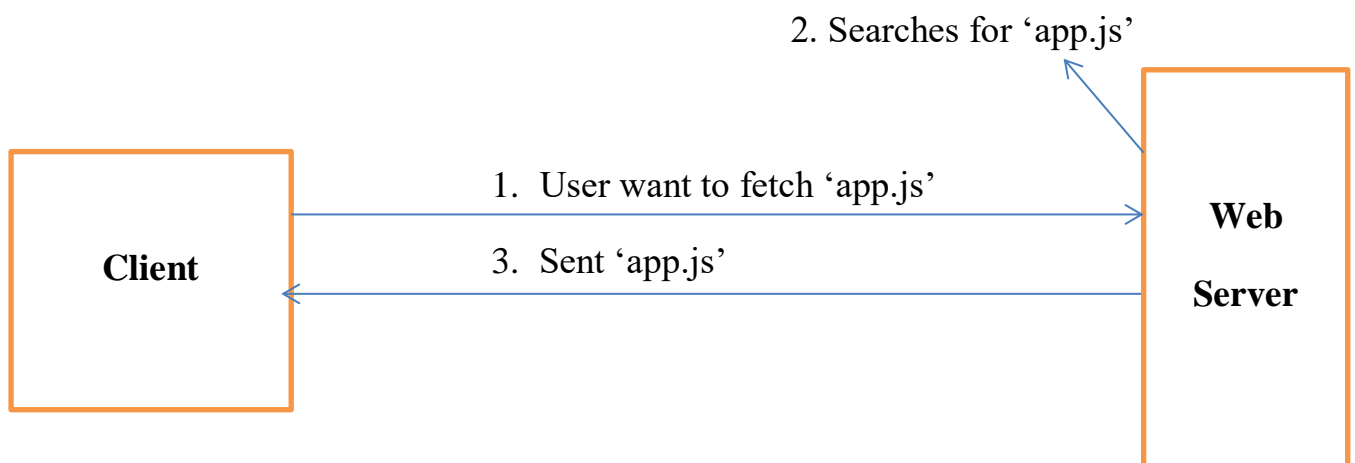 2. Searches for ‘app.js’
1. User want to fetch ‘app.js’
Client
3. Sent ‘app.js’
Web
Server